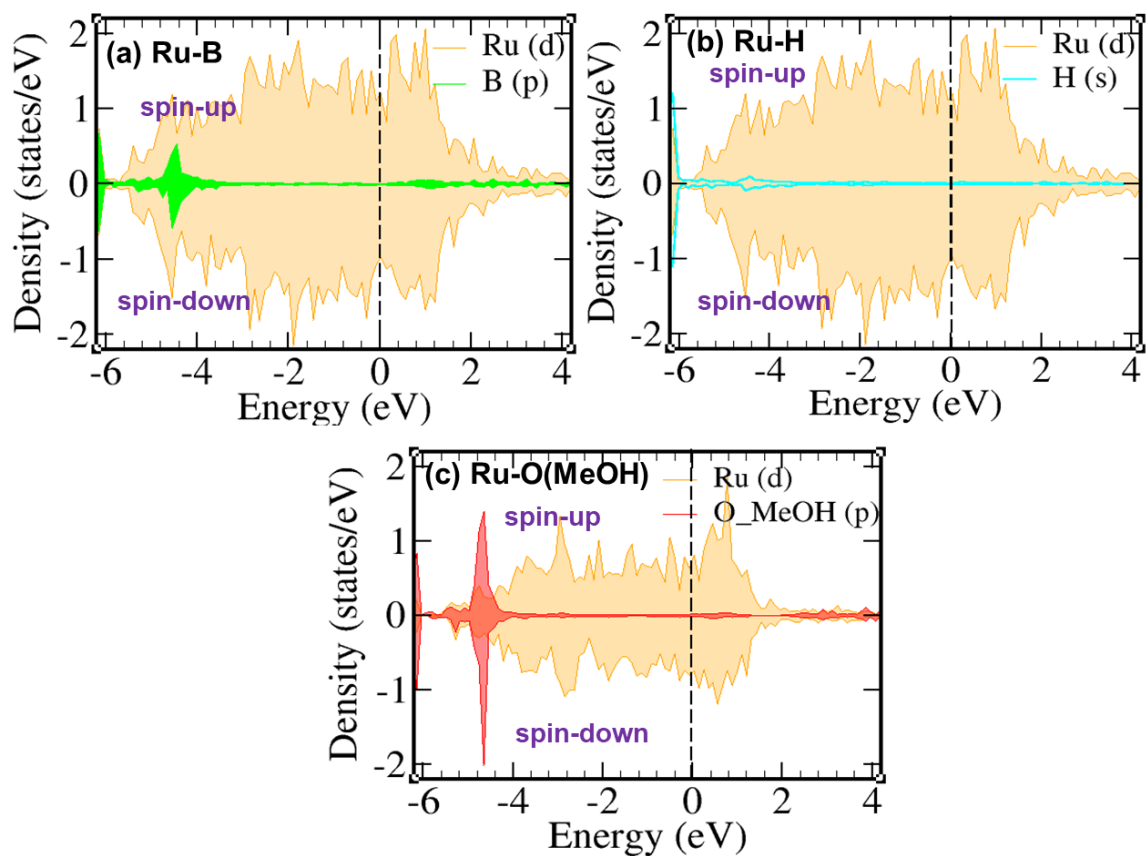 (a) Ru-B
Ru (d)
B (p)
spin-up
spin-down
Density (states/eV)
2
1
0
-1
-2
-6 -4 -2 0 2 4
Energy (eV)
(b) Ru-H
Ru (d)
H (s)
spin-up
spin-down
Density (states/eV)
2
1
0
-1
-2
-6 -4 -2 0 2 4
Energy (eV)
(c) Ru-O(MeOH)
Ru (d)
O_MeOH (p)
spin-up
spin-down
Density (states/eV)
2
1
0
-1
-2
-6 -4 -2 0 2 4
Energy (eV)